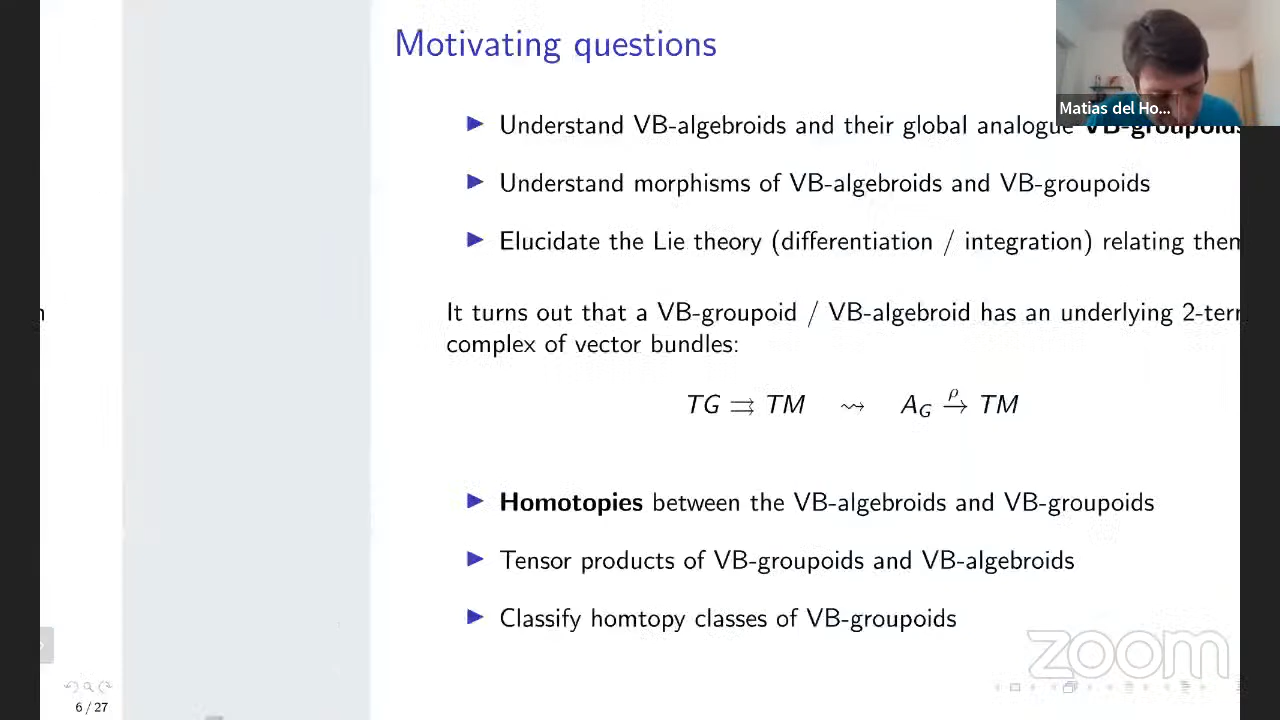 Motivating questions
Matias del Ho...
▶ Understand VB-algebroids and their global analogue VB-groupoids
▶ Understand morphisms of VB-algebroids and VB-groupoids
▶ Elucidate the Lie theory (differentiation / integration) relating them
It turns out that a VB-groupoid / VB-algebroid has an underlying 2-term
complex of vector bundles:
TG ⇉ TM ⇝ A_G →^ρ TM
▶ Homotopies between the VB-algebroids and VB-groupoids
▶ Tensor products of VB-groupoids and VB-algebroids
▶ Classify homtopy classes of VB-groupoids
zoom
6 / 27